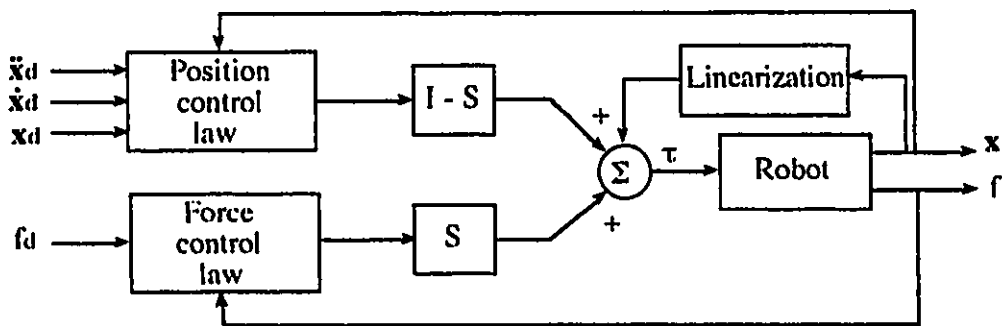 ẍd
ẋd
xd
Position
control
law
I - S
+
Linearization
Σ
τ
Robot
x
f
fd
Force
control
law
S
+